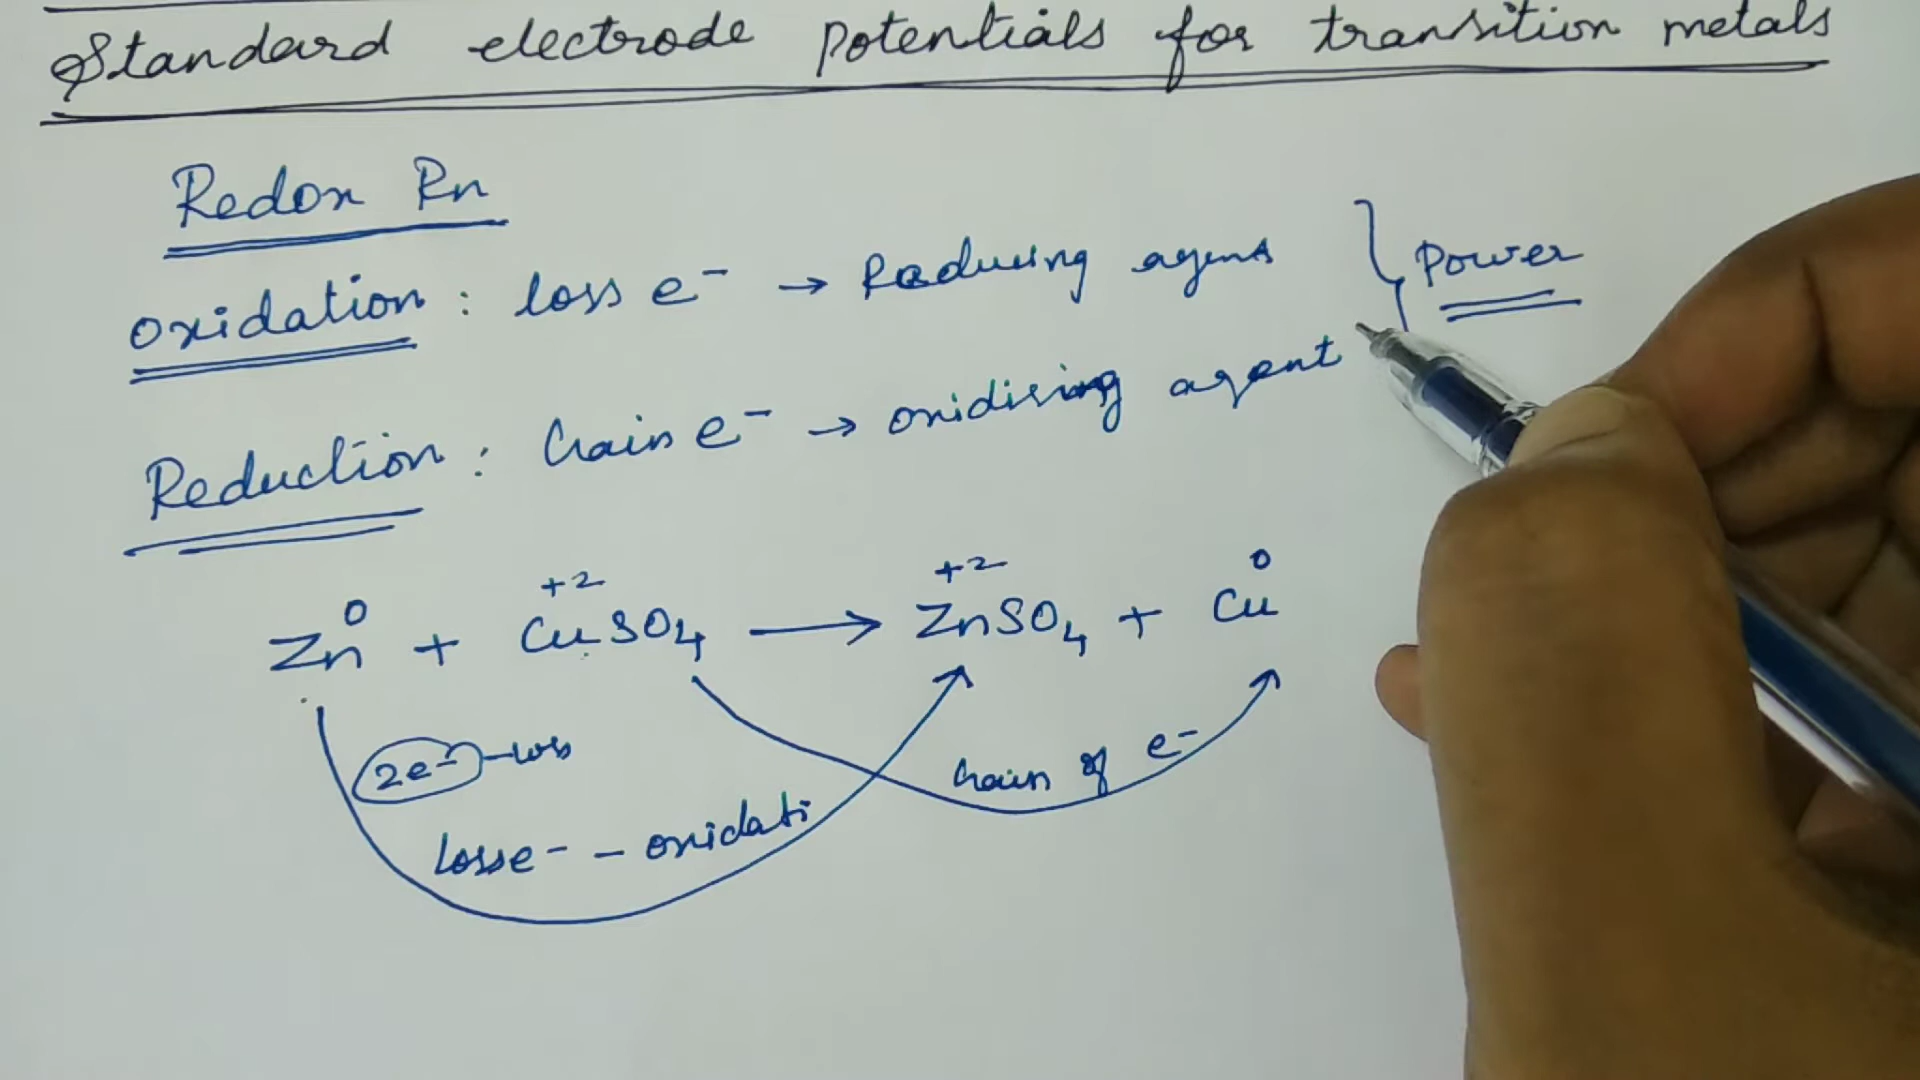 Standard electrode potentials for transition metals
Redox Rn
oxidation : loss e⁻ → Reducing agent
Power
Reduction : Gain e⁻ → oxidising agent
Zn⁰ + Cu⁺²SO₄ → Zn⁺²SO₄ + Cu⁰
2e⁻ - loss
Gain of e⁻
Loss e⁻ - oxidati